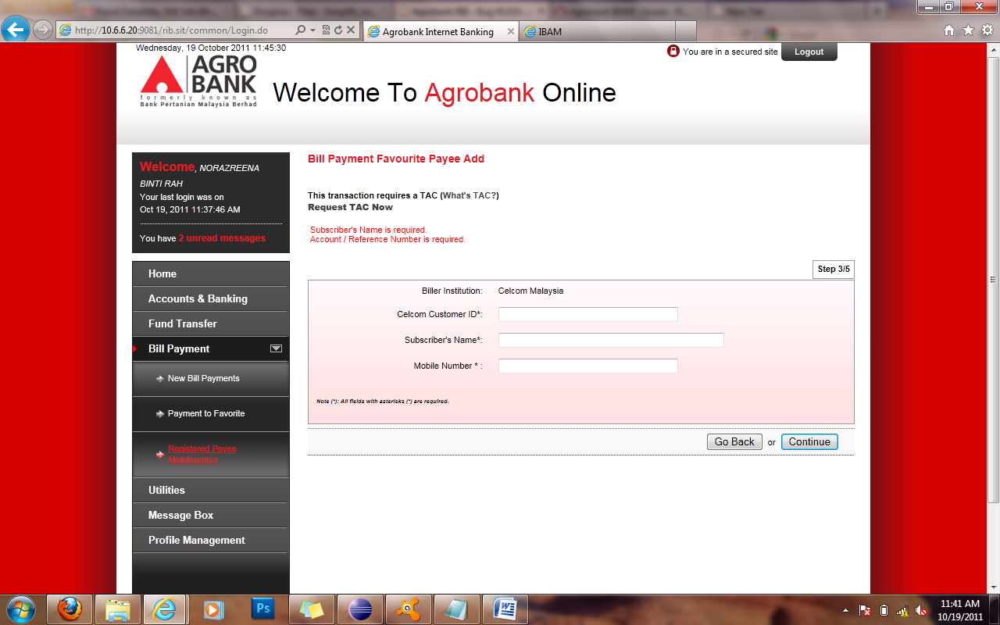 http://10.6.6.20:9081/rib.sit/common/Login.do
Agrobank Internet Banking
IBAM
Wednesday, 19 October 2011 11:45:30
You are in a secured site
Logout
AGRO
BANK
formerly known as
Bank Pertanian Malaysia Berhad
Welcome To Agrobank Online
Welcome, NORAZREENA
BINTI RAH
Your last login was on
Oct 19, 2011 11:37:46 AM
You have 2 unread messages
Home
Accounts & Banking
Fund Transfer
Bill Payment
New Bill Payments
Payment to Favorite
Registered Payee
Maintenance
Utilities
Message Box
Profile Management
Bill Payment Favourite Payee Add
This transaction requires a TAC (What's TAC?)
Request TAC Now
Subscriber's Name is required.
Account / Reference Number is required.
Step 3/5
Biller Institution: Celcom Malaysia
Celcom Customer ID*:
Subscriber's Name*:
Mobile Number * :
Note (*): All fields with asterisks (*) are required.
Go Back or Continue
Ps
W
11:41 AM
10/19/2011